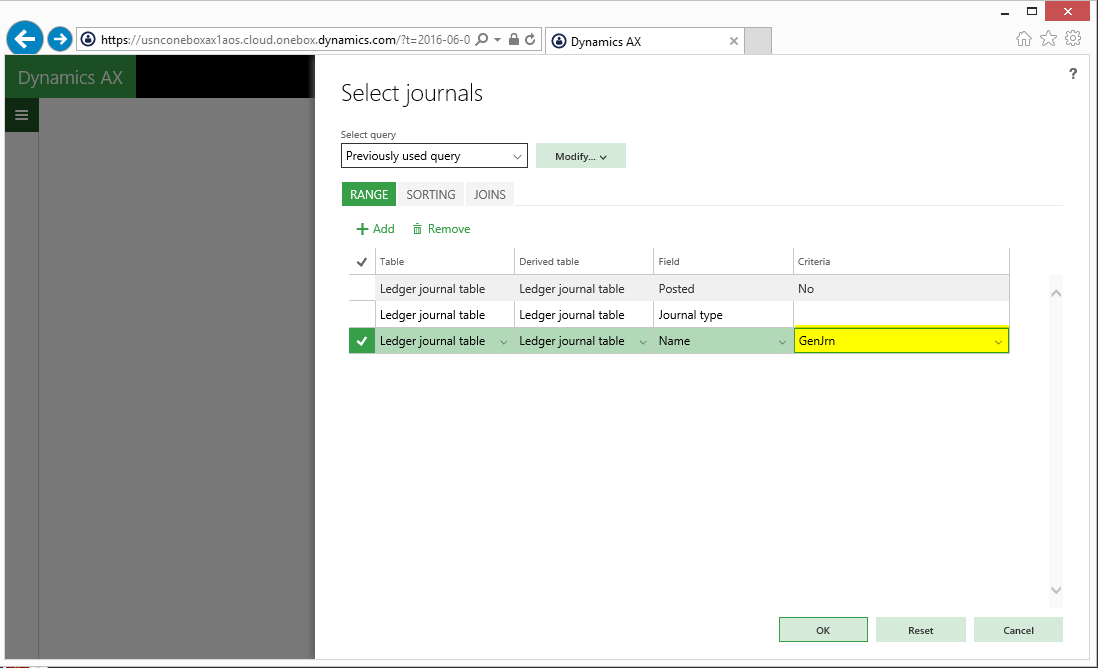 https://usnconeboxax1aos.cloud.onebox.dynamics.com/?t=2016-06-0
Dynamics AX
Dynamics AX
?
Select journals
Select query
Previously used query
Modify...
RANGE SORTING JOINS
Add Remove
Table Derived table Field Criteria
Ledger journal table Ledger journal table Posted No
Ledger journal table Ledger journal table Journal type
Ledger journal table Ledger journal table Name GenJrn
OK Reset Cancel